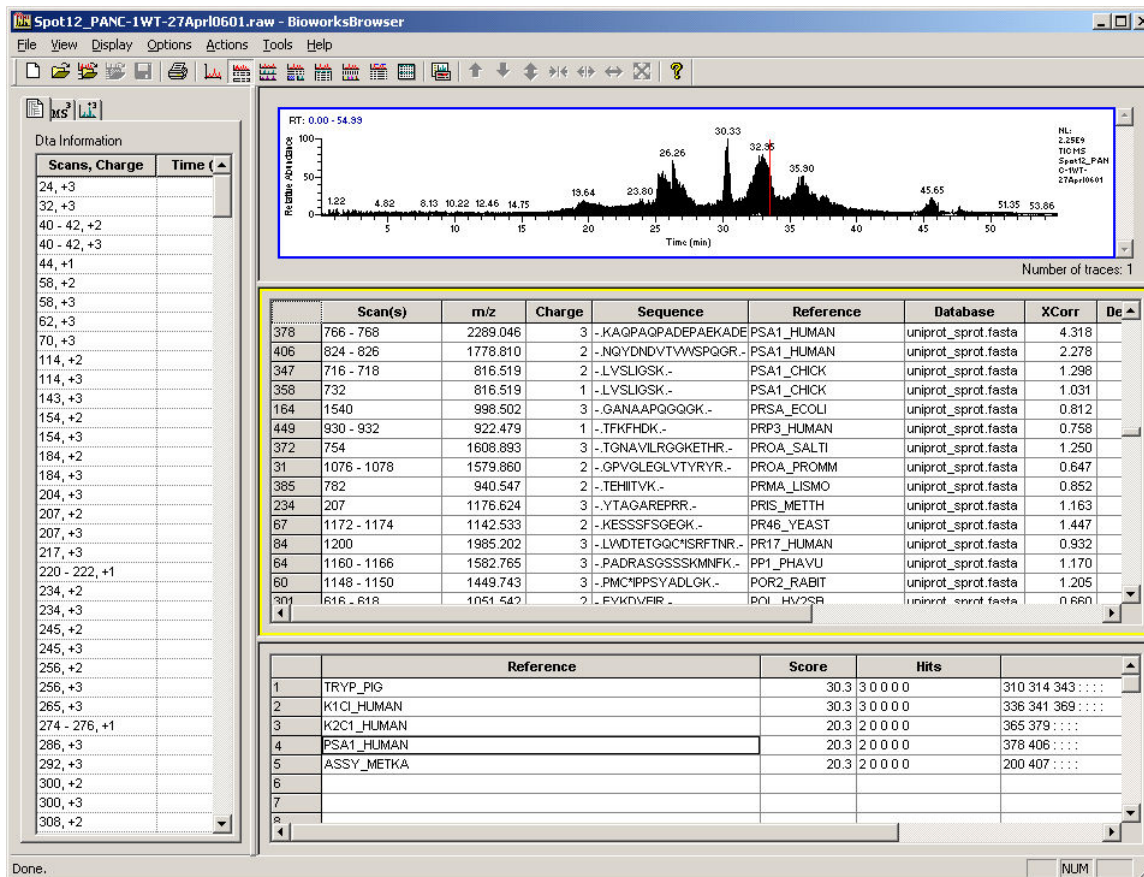 Spot12_PANC-1WT-27Aprl0601.raw - BioworksBrowser
File View Display Options Actions Tools Help
MS³
Dta Information
Scans, Charge Time (
24, +3
32, +3
40 - 42, +2
40 - 42, +3
44, +1
58, +2
58, +3
62, +3
70, +3
114, +2
114, +3
143, +3
154, +2
154, +3
184, +2
184, +3
204, +3
207, +2
207, +3
217, +3
220 - 222, +1
234, +2
234, +3
245, +2
245, +3
256, +2
256, +3
265, +3
274 - 276, +1
286, +3
292, +3
300, +2
300, +3
308, +2
RT: 0.00 - 54.99
Relative Abundance
100
50
0
1.22 4.82 8.13 10.22 12.46 14.75 19.64 23.80 26.26 30.33 32.95 35.90 45.65 51.35 53.86
5 10 15 20 25 30 35 40 45 50
Time (min)
NL:
2.25E9
TIC MS
Spot12_PAN
C-1WT-
27Aprl0601
Number of traces: 1
Scan(s) m/z Charge Sequence Reference Database XCorr De
378 766 - 768 2289.046 3 -.KAQPAQPADEPAEKADE PSA1_HUMAN uniprot_sprot.fasta 4.318
406 824 - 826 1778.810 2 -.NQYDNDVTVWSPQGR.- PSA1_HUMAN uniprot_sprot.fasta 2.278
347 716 - 718 816.519 2 -.LVSLIGSK.- PSA1_CHICK uniprot_sprot.fasta 1.298
358 732 816.519 1 -.LVSLIGSK.- PSA1_CHICK uniprot_sprot.fasta 1.031
164 1540 998.502 3 -.GANAAPQGQGK.- PRSA_ECOLI uniprot_sprot.fasta 0.812
449 930 - 932 922.479 1 -.TFKFHDK.- PRP3_HUMAN uniprot_sprot.fasta 0.758
372 754 1608.893 3 -.TGNAVILRGGKETHR.- PROA_SALTI uniprot_sprot.fasta 1.250
31 1076 - 1078 1579.860 2 -.GPVGLEGLVTYRYR.- PROA_PROMM uniprot_sprot.fasta 0.647
385 782 940.547 2 -.TEHIITVK.- PRMA_LISMO uniprot_sprot.fasta 0.852
234 207 1176.624 3 -.YTAGAREPRR.- PRIS_METTH uniprot_sprot.fasta 1.163
67 1172 - 1174 1142.533 2 -.KESSSFSGEGK.- PR46_YEAST uniprot_sprot.fasta 1.447
84 1200 1985.202 3 -.LWDTETGQC*ISRFTNR.- PR17_HUMAN uniprot_sprot.fasta 0.932
64 1160 - 1166 1582.765 3 -.PADRASGSSSKMNFK.- PP1_PHAVU uniprot_sprot.fasta 1.170
60 1148 - 1150 1449.743 3 -.PMC*IPPSYADLGK.- POR2_RABIT uniprot_sprot.fasta 1.205
301 616 - 618 1051.542 2 -.EYKDVEIR.- POL_HV2SB uniprot_sprot.fasta 0.660
Reference Score Hits
1 TRYP_PIG 30.3 3 0 0 0 0 310 314 343 : : : :
2 K1CI_HUMAN 30.3 3 0 0 0 0 336 341 369 : : : :
3 K2C1_HUMAN 20.3 2 0 0 0 0 365 379 : : : :
4 PSA1_HUMAN 20.3 2 0 0 0 0 378 406 : : : :
5 ASSY_METKA 20.3 2 0 0 0 0 200 407 : : : :
6
7
8
Done.
NUM